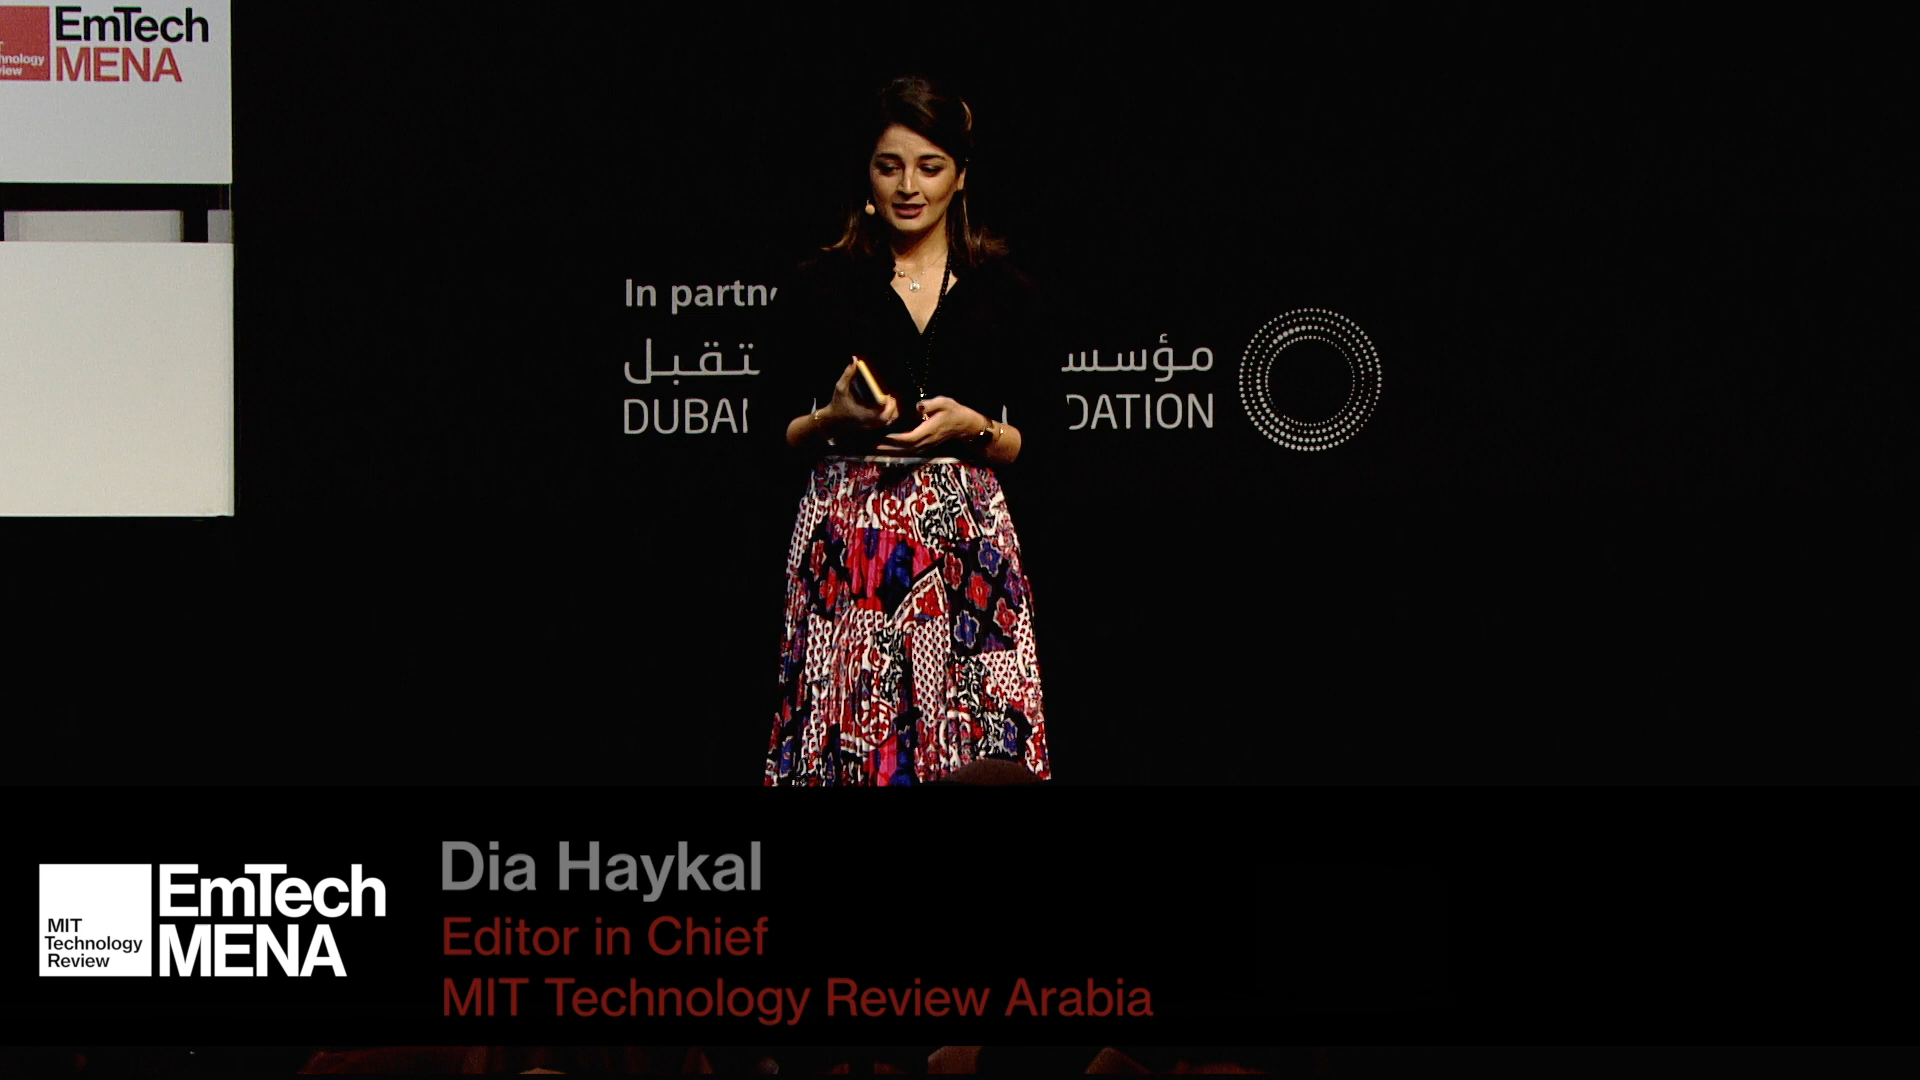 EmTech
MENA
In partn
مؤسس تقبل
DUBAI DATION
Dia Haykal
Editor in Chief
MIT Technology Review Arabia
MIT
Technology
Review
EmTech
MENA